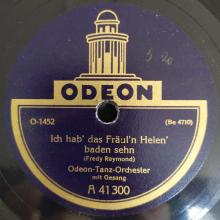 ODEON
O-1452
(Be 4710)
Ich hab' das Fräul'n Helen'
baden sehn
(Fredy Raymond)
Odeon-Tanz-Orchester
mit Gesang
A 41300